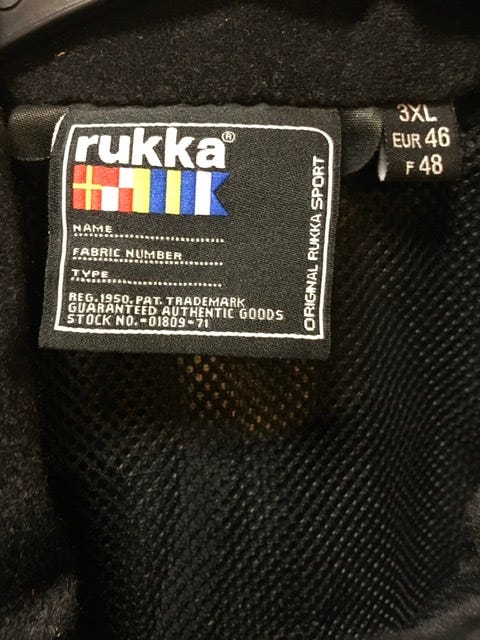 rukka®
NAME
FABRIC NUMBER
TYPE
REG. 1950. PAT. TRADEMARK
GUARANTEED AUTHENTIC GOODS
STOCK NO.-01809-71
ORIGINAL RUKKA SPORT
3XL
EUR 46
F 48